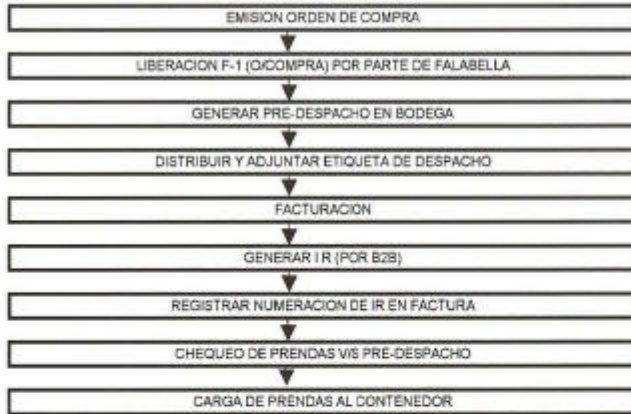 EMISION ORDEN DE COMPRA
LIBERACION F-1 (O/COMPRA) POR PARTE DE FALABELLA
GENERAR PRE-DESPACHO EN BODEGA
DISTRIBUIR Y ADJUNTAR ETIQUETA DE DESPACHO
FACTURACION
GENERAR I R (POR B2B)
REGISTRAR NUMERACION DE IR EN FACTURA
CHEQUEO DE PRENDAS V/S PRE-DESPACHO
CARGA DE PRENDAS AL CONTENEDOR